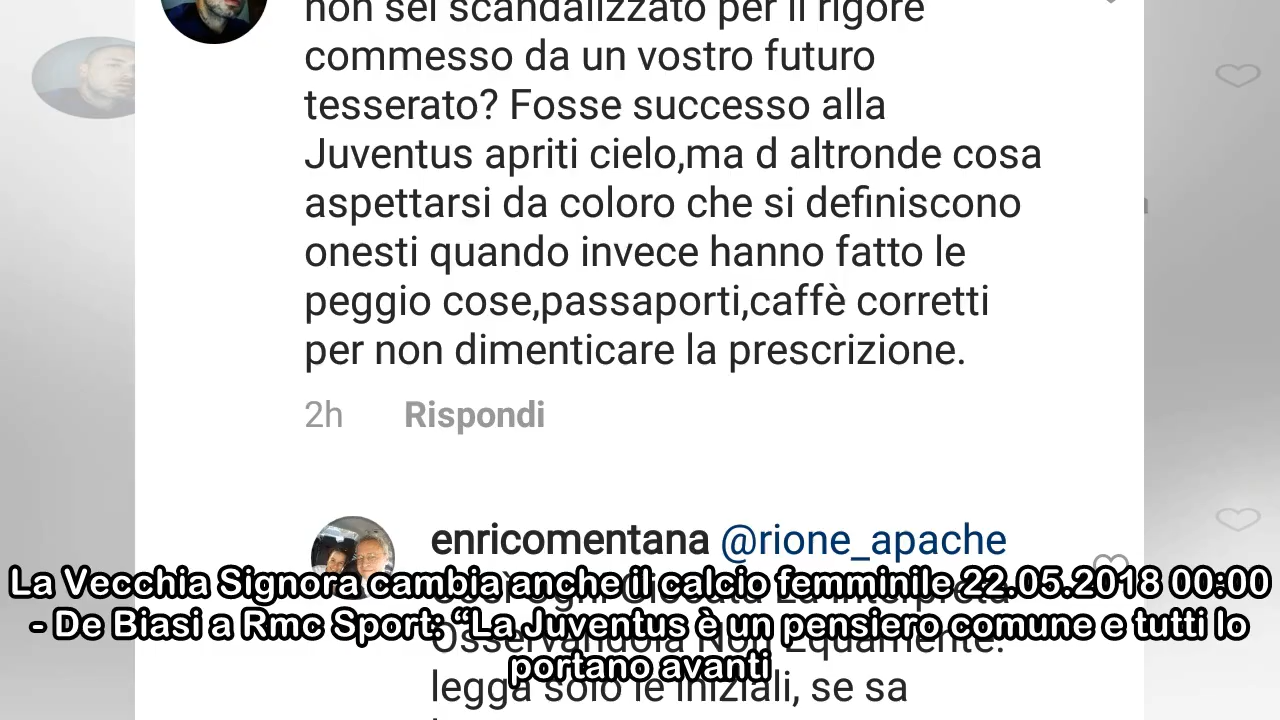 non sei scandalizzato per il rigore
commesso da un vostro futuro
tesserato? Fosse successo alla
Juventus apriti cielo,ma d altronde cosa
aspettarsi da coloro che si definiscono
onesti quando invece hanno fatto le
peggio cose,passaporti,caffè corretti
per non dimenticare la prescrizione.
2h Rispondi
enricomentana @rione_apache
La Vecchia Signora cambia anche il calcio femminile 22.05.2018 00:00
- De Biasi a Rmc Sport: “La Juventus è un pensiero comune e tutti lo
portano avanti
Osservandola Non Equamente.
legga solo le iniziali, se sa